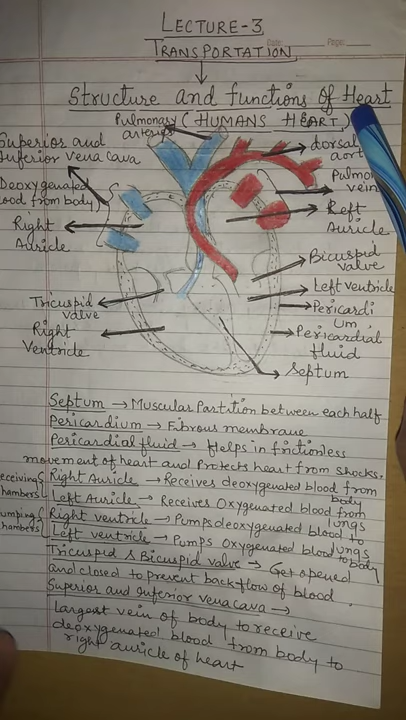 LECTURE-3
Date: Page:
TRANSPORTATION
Structure and functions of Heart
(HUMANS HEART)
Pulmonary
arteries
Superior and
Inferior vena cava
(Deoxygenated
blood from body)
Right
Auricle
Tricuspid
valve
Right
Ventricle
dorsal
aort
Pulmon
vein
Left
Auricle
Bicuspid
valve
Left ventricle
Pericardi
um
Pericardial
fluid
Septum
Septum → Muscular Partition between each half
Pericardium → Fibrous membrane
Pericardial fluid → Helps in frictionless
movement of heart and Protects heart from shocks.
Receiving chambers
Right Auricle → Receives deoxygenated blood from body
Left Auricle → Receives Oxygenated blood from lungs
Pumping chambers
Right ventricle → Pumps deoxygenated blood to lungs
Left ventricle → Pumps Oxygenated blood to body
Tricuspid & Bicuspid valve → Get opened
and closed to prevent backflow of blood.
Superior and Inferior venacava →
Largest vein of body to receive
deoxygenated blood from body to
right auricle of heart